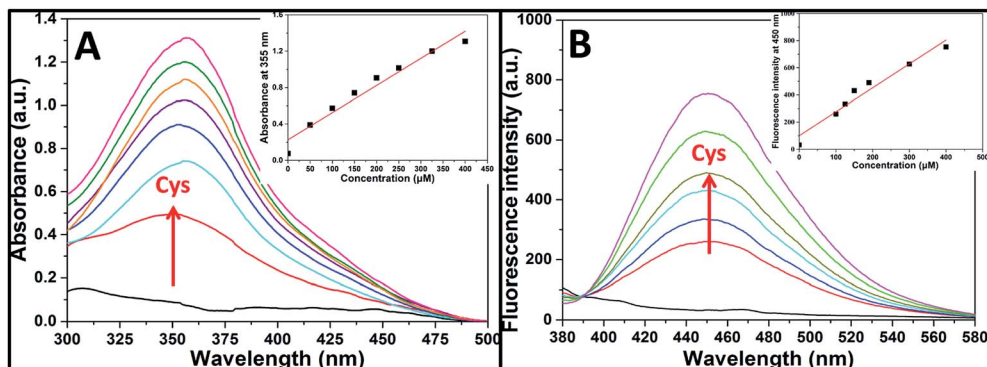 A
Absorbance (a.u.)
1.4
1.2
1.0
0.8
0.6
0.4
0.2
0.0
300 350 400 450 500
Wavelength (nm)
Cys
Absorbance at 355 nm
1.6
1.2
0.8
0.4
0.0
0 50 100 150 200 250 300 350 400 450
Concentration (µM)
B
Fluorescence intensity (a.u.)
1000
800
600
400
200
0
380 400 420 440 460 480 500 520 540 560 580
Wavelength (nm)
Cys
Fluorescence intensity at 450 nm
1000
800
600
400
200
0
0 100 200 300 400 500
Concentration (µM)